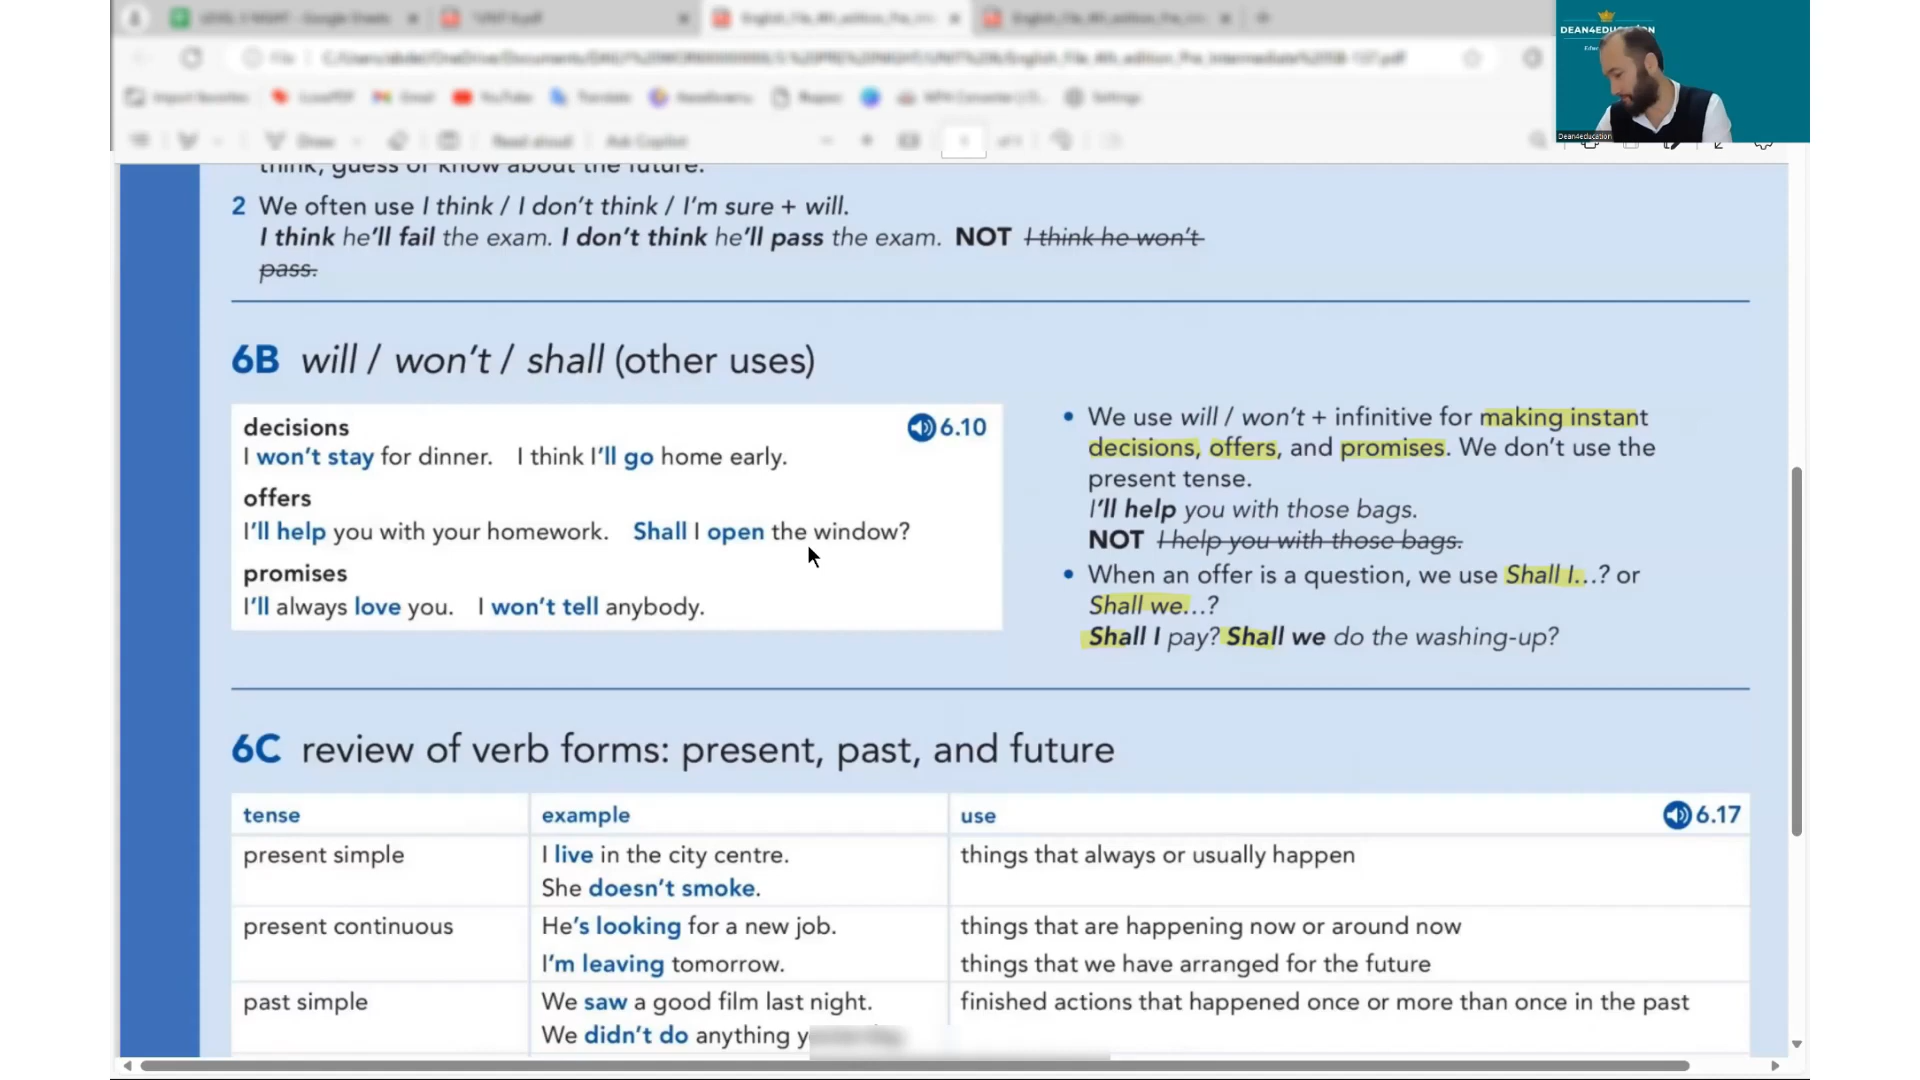 DEAN4EDUCATION
Dean4education
think, guess or know about the future.
2 We often use I think / I don't think / I'm sure + will.
I think he'll fail the exam. I don't think he'll pass the exam. NOT I think he won't
pass.
6B will / won't / shall (other uses)
decisions 6.10
I won't stay for dinner. I think I'll go home early.
offers
I'll help you with your homework. Shall I open the window?
promises
I'll always love you. I won't tell anybody.
• We use will / won't + infinitive for making instant
decisions, offers, and promises. We don't use the
present tense.
I'll help you with those bags.
NOT I help you with those bags.
• When an offer is a question, we use Shall I…? or
Shall we…?
Shall I pay? Shall we do the washing-up?
6C review of verb forms: present, past, and future
tense example use 6.17
present simple I live in the city centre. things that always or usually happen
She doesn't smoke.
present continuous He's looking for a new job. things that are happening now or around now
I'm leaving tomorrow. things that we have arranged for the future
past simple We saw a good film last night. finished actions that happened once or more than once in the past
We didn't do anything